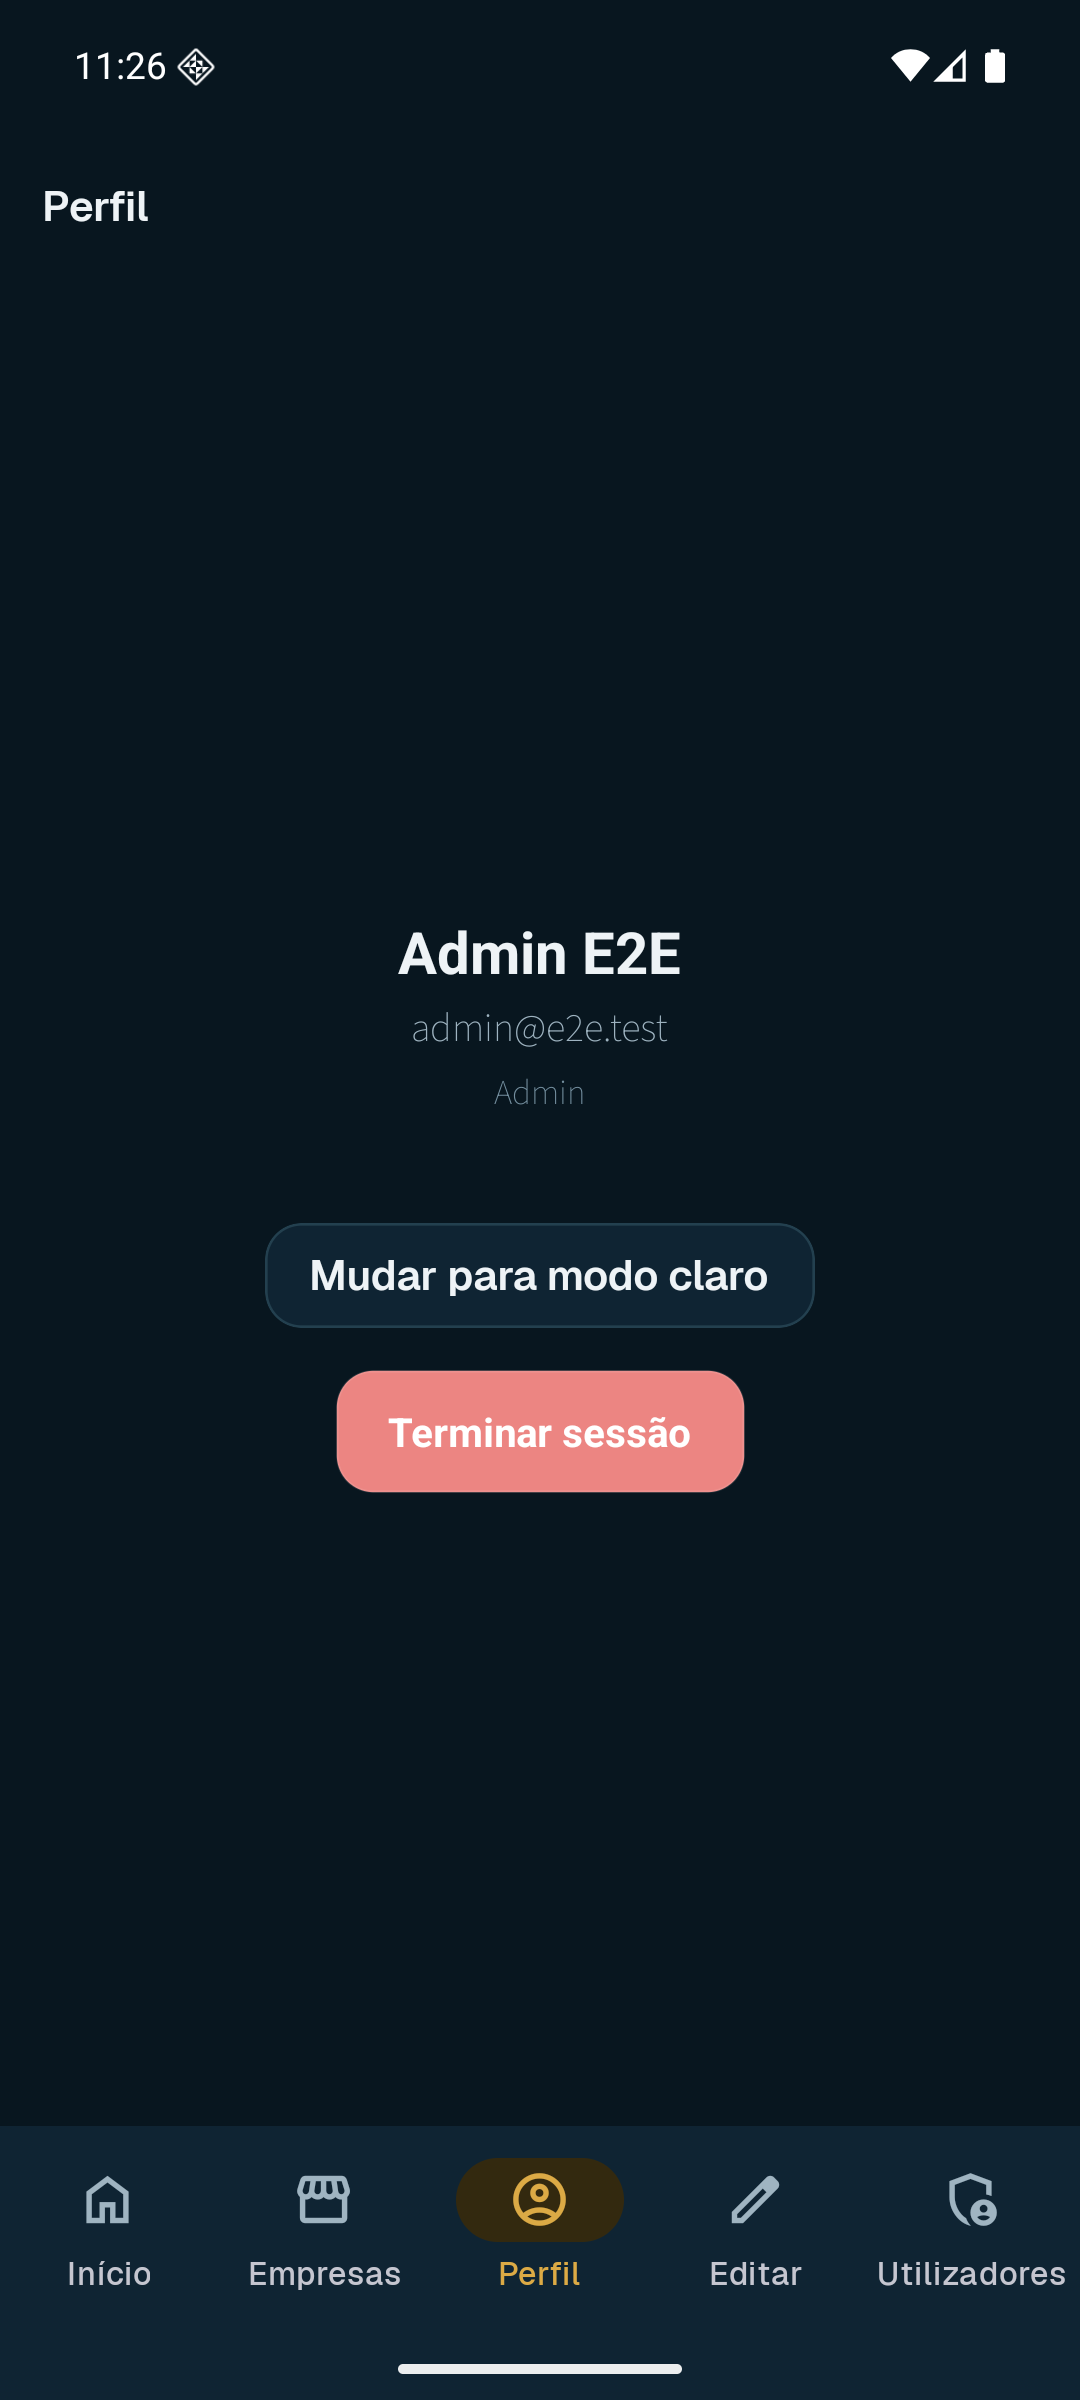 11:26
Perfil
Admin E2E
admin@e2e.test
Admin
Mudar para modo claro
Terminar sessão
Início
Empresas
Perfil
Editar
Utilizadores